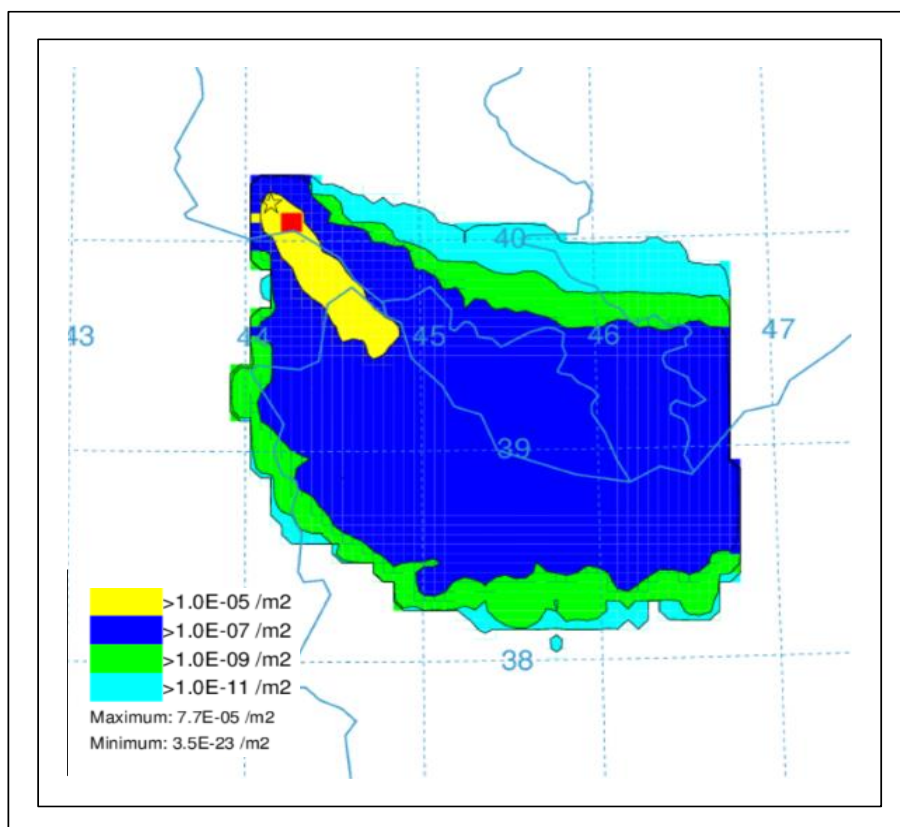 40
43
44
45
46
47
39
38
>1.0E-05 /m2
>1.0E-07 /m2
>1.0E-09 /m2
>1.0E-11 /m2
Maximum: 7.7E-05 /m2
Minimum: 3.5E-23 /m2